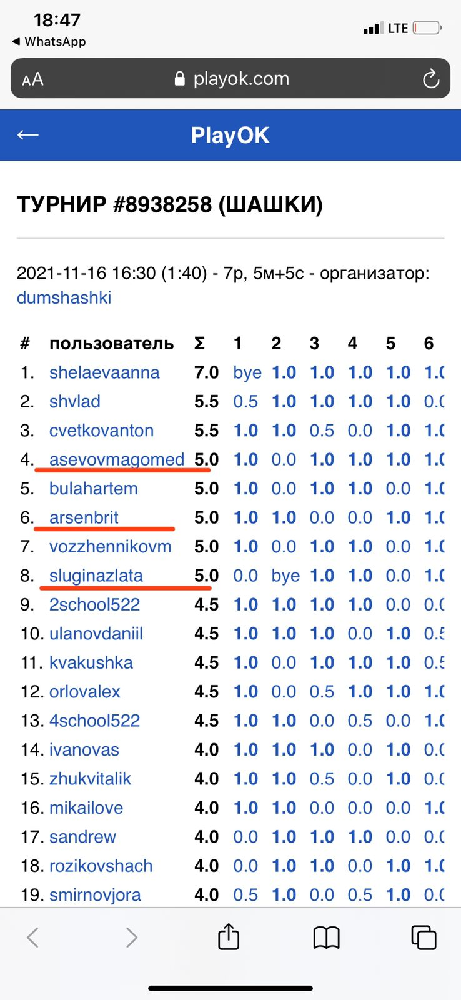 18:47
LTE
WhatsApp
AA playok.com
PlayOK
ТУРНИР #8938258 (ШАШКИ)
2021-11-16 16:30 (1:40) - 7р, 5м+5с - организатор:
dumshashki
# пользователь Σ 1 2 3 4 5 6
1. shelaevaanna 7.0 bye 1.0 1.0 1.0 1.0 1.0
2. shvlad 5.5 0.5 1.0 1.0 1.0 1.0 0.0
3. cvetkovanton 5.5 1.0 1.0 0.5 0.0 1.0 1.0
4. asevovmagomed 5.0 1.0 0.0 1.0 1.0 1.0 1.0
5. bulahartem 5.0 1.0 0.0 1.0 1.0 0.0 1.0
6. arsenbrit 5.0 1.0 1.0 0.0 0.0 1.0 1.0
7. vozzhennikovm 5.0 1.0 0.0 1.0 1.0 0.0 1.0
8. sluginazlata 5.0 0.0 bye 1.0 1.0 0.0 1.0
9. 2school522 4.5 1.0 1.0 1.0 1.0 0.0 0.0
10. ulanovdaniil 4.5 1.0 1.0 1.0 0.0 1.0 0.5
11. kvakushka 4.5 1.0 0.0 1.0 1.0 1.0 0.5
12. orlovalex 4.5 1.0 0.0 0.5 1.0 1.0 1.0
13. 4school522 4.5 1.0 1.0 0.0 0.5 0.0 1.0
14. ivanovas 4.0 1.0 1.0 1.0 0.0 1.0 0.0
15. zhukvitalik 4.0 1.0 1.0 0.5 0.0 1.0 0.0
16. mikailove 4.0 1.0 1.0 0.0 0.0 0.0 1.0
17. sandrew 4.0 0.0 1.0 1.0 1.0 0.0 0.0
18. rozikovshach 4.0 0.0 1.0 1.0 0.0 1.0 1.0
19. smirnovjora 4.0 0.5 1.0 0.0 0.5 1.0 0.0